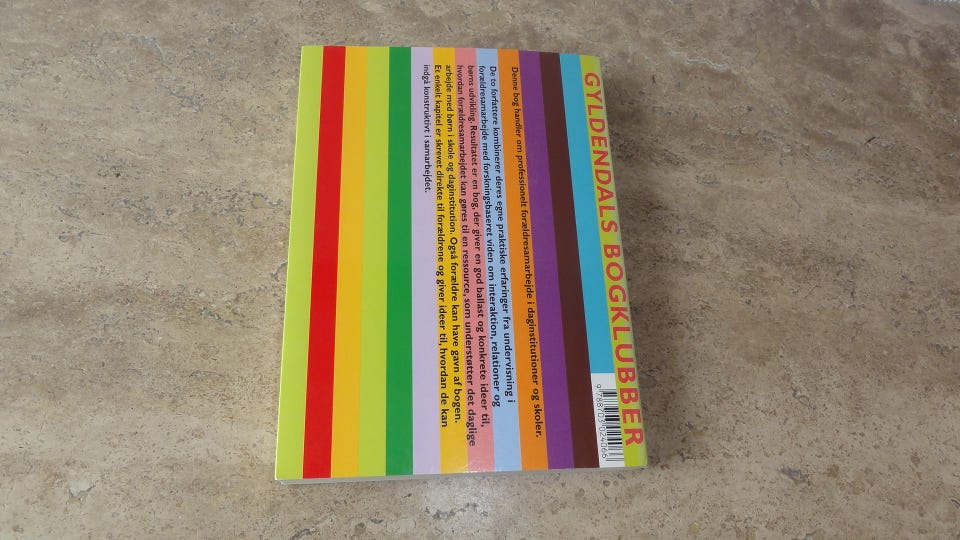 GYLDENDALS BOGKLUBBER
Denne bog handler om professionelt forældresamarbejde i daginstitutioner og skoler.
De to forfattere kombinerer deres egne praktiske erfaringer fra undervisning i
forældresamarbejde med forskningsbaseret viden om interaktion, relationer og
børns udvikling. Resultatet er en bog, der giver en god ballast og konkrete ideer til,
hvordan forældresamarbejdet kan gøres til en ressource, som understøtter det daglige
arbejde med børn i skole og daginstitution. Også forældre kan have gavn af bogen.
Et enkelt kapitel er skrevet direkte til forældrene og giver ideer til, hvordan de kan
indgå konstruktivt i samarbejdet.
9788703024066